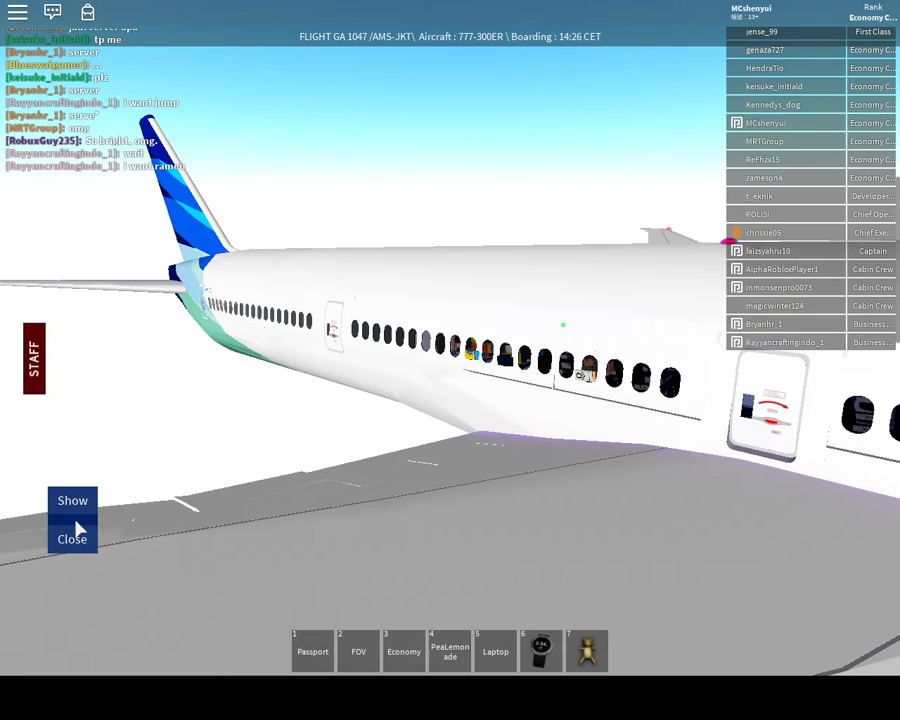 MCshenyui
帳號：13+
Rank
Economy C...
FLIGHT GA 1047 /AMS-JKT\ Aircraft : 777-300ER \ Boarding : 14:26 CET
[keisuke_initiald]: tp me
[Bryanhr_1]: server
[Blueswaigamer]: ...
[keisuke_initiald]: plz
[Bryanhr_1]: server
[Rayyancraftingindo_1]: i want jump
[Bryanhr_1]: serve*
[MRTGroup]: omg
[RobuxGuy235]: So bright, omg.
[Rayyancraftingindo_1]: wait
[Rayyancraftingindo_1]: i want ramen
jense_99 First Class
genaza727 Economy C...
HendraTio Economy C...
keisuke_initiald Economy C...
Kennedys_dog Economy C...
MCshenyui Economy C...
MRTGroup Economy C...
ReFhzx15 Economy C...
zameson4 Economy C...
t_eknik Developer...
POLISI Chief Ope...
chrissie05 Chief Exe...
faizsyahru10 Captain
AlphaRobloxPlayer1 Cabin Crew
inmonsenpro0073 Cabin Crew
magicwinter124 Cabin Crew
Bryanhr_1 Business...
Rayyancraftingindo_1 Business...
STAFF
Show
Close
1 Passport
2 FOV
3 Economy
4 PeaLemon
ade
5 Laptop
6
7